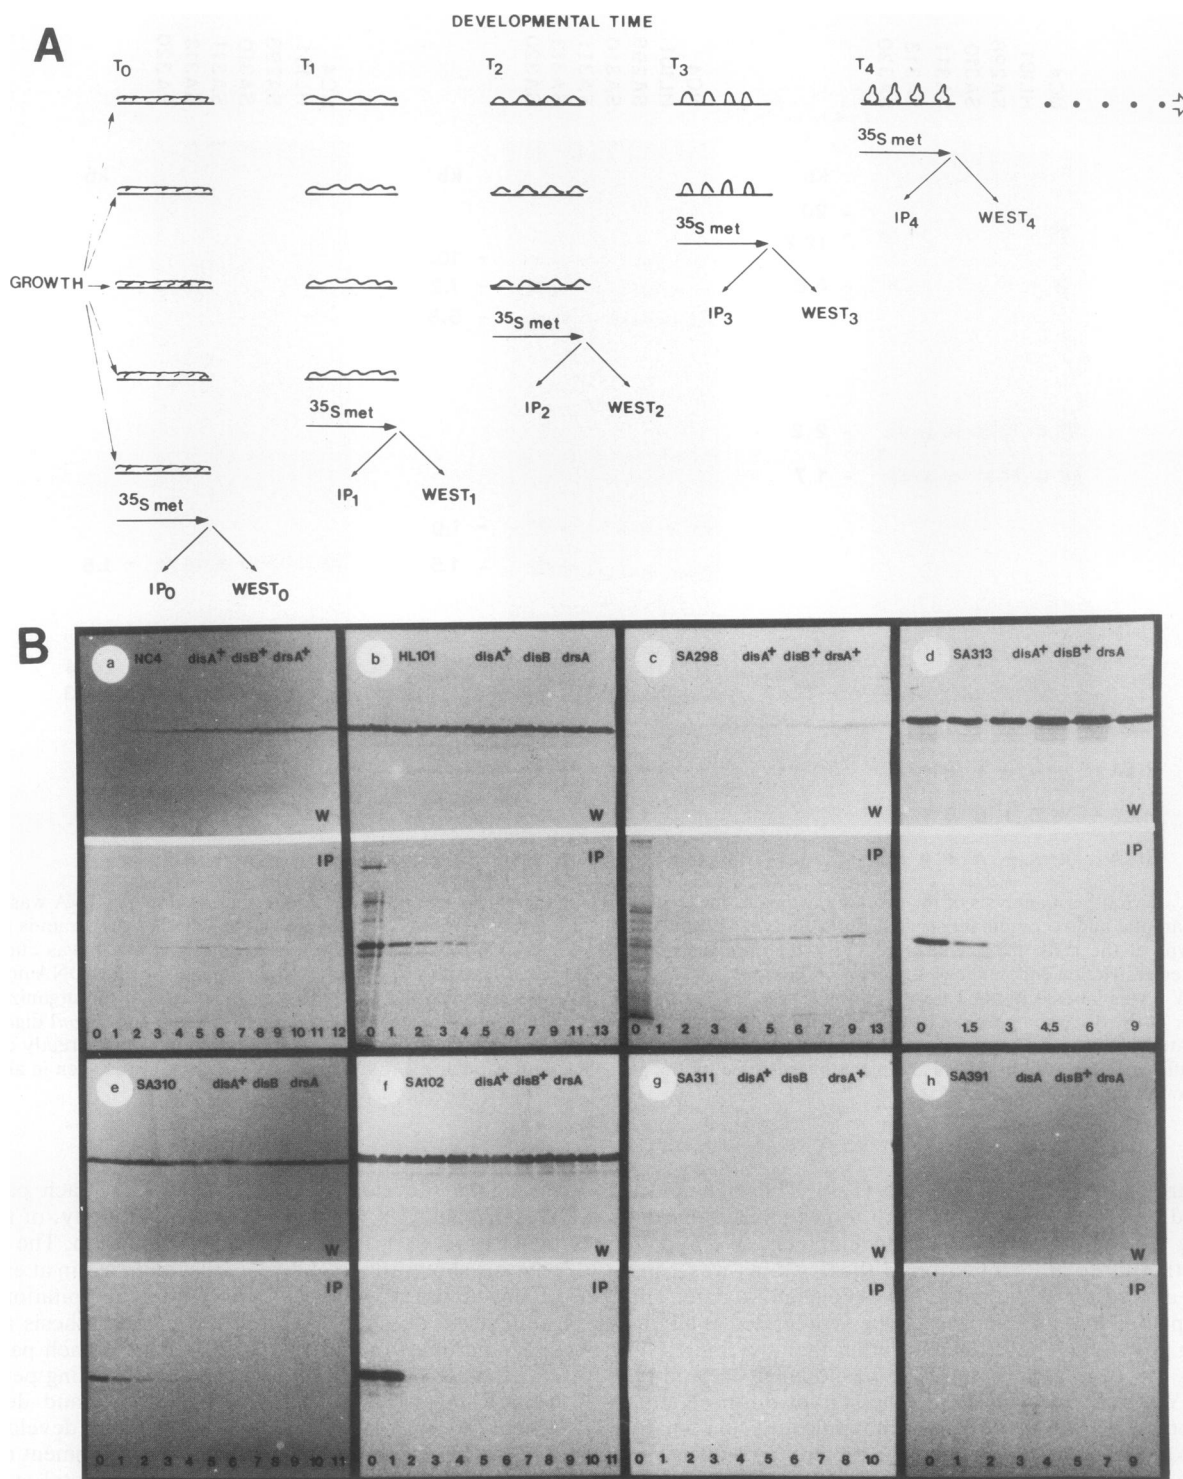 A
DEVELOPMENTAL TIME
T0 T1 T2 T3 T4
35S met
IP4 WEST4
35S met
IP3 WEST3
GROWTH
35S met
IP2 WEST2
35S met
IP1 WEST1
35S met
IP0 WEST0
B
a NC4 disA+ disB+ drsA+
W
IP
0 1 2 3 4 5 6 7 8 9 10 11 12
b HL101 disA+ disB drsA
W
IP
0 1. 2 3 4 5 6 7 9 .11 13
c SA298 disA+ disB+ drsA+
W
IP
0 1 2 3 4 5 6 7 9 13
d SA313 disA+ disB+ drsA
W
IP
0 1.5 3 4.5 6 9
e SA310 disA+ disB drsA
W
IP
0 1 2 3 4 5 6 7 8 9 10 11
f SA102 disA+ disB+ drsA
W
IP
0 1 2 3 4 5 6 7 8 9 10 11
g SA311 disA+ disB drsA+
W
IP
0 1 2 3 4 5 6 7 8 10
h SA391 disA disB+ drsA
W
IP
0 1 2 3 4 5 7 9